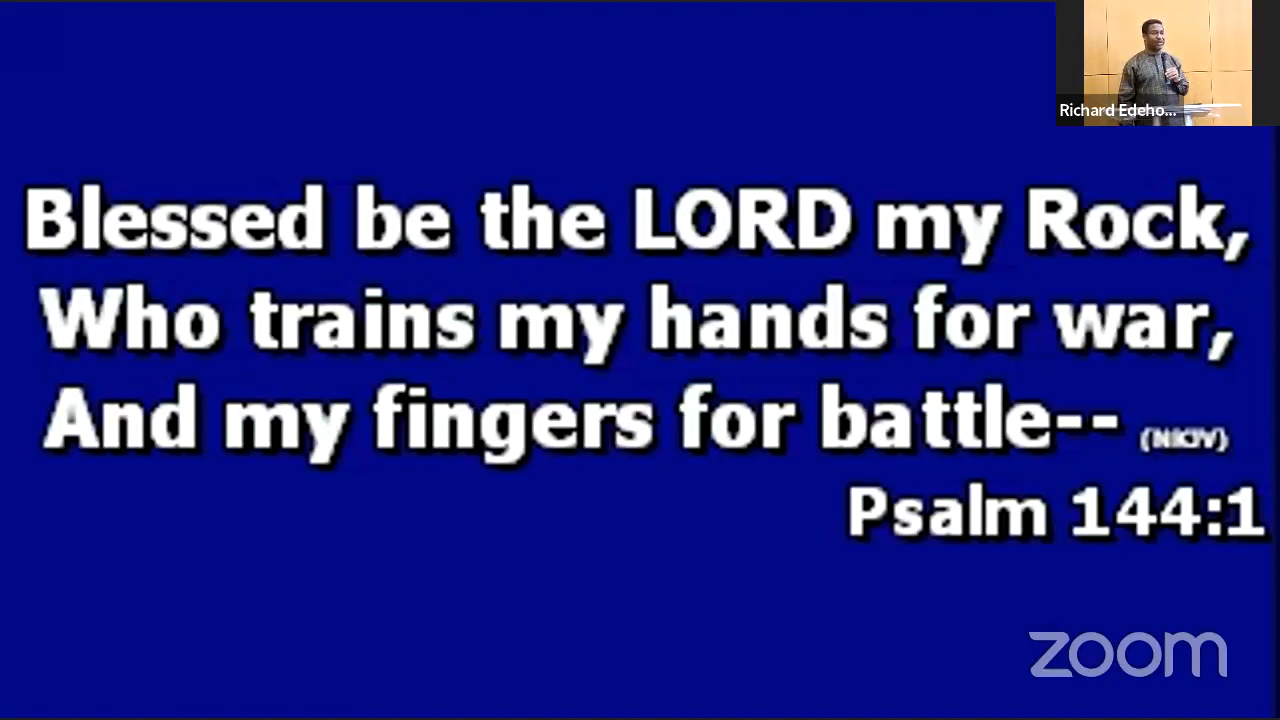 Richard Edeho...
Blessed be the LORD my Rock,
Who trains my hands for war,
And my fingers for battle-- (NKJV)
Psalm 144:1
zoom